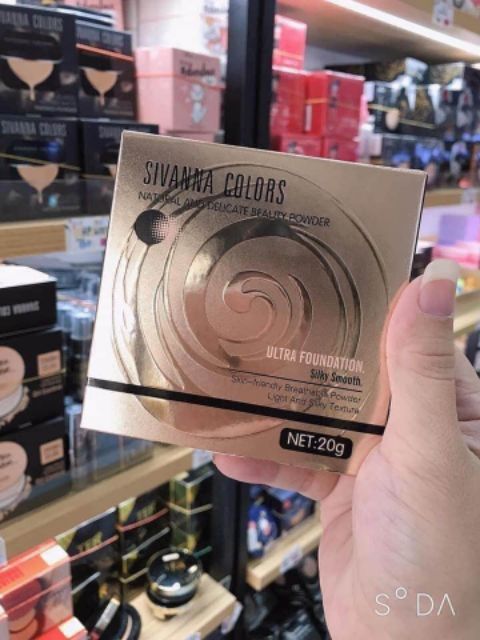 SIVANNA COLORS
SIVANNA COLORS
SIVANNA COLORS
NATURAL AND DELICATE BEAUTY POWDER
ULTRA FOUNDATION.
Silky Smooth.
Skin-friendly Breathable Powder
Light And Silky Texture
NET:20g
S°DA